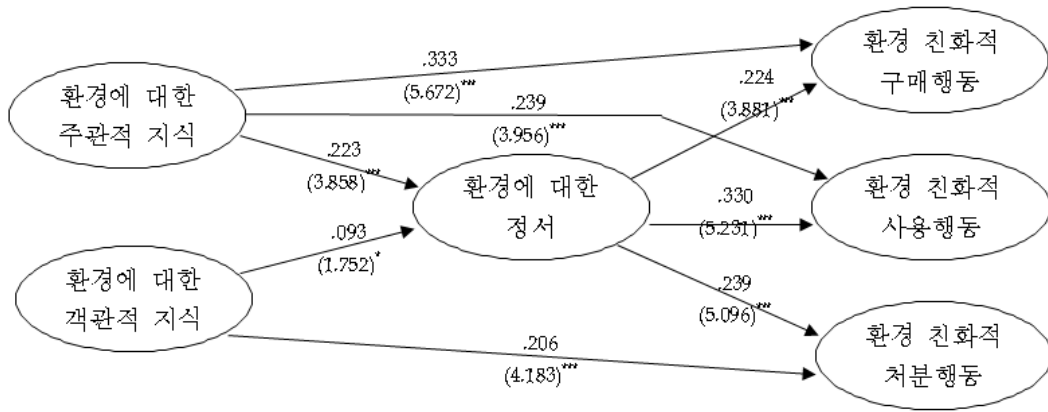 환경에 대한
주관적 지식
환경에 대한
객관적 지식
환경에 대한
정서
환경 친화적
구매행동
환경 친화적
사용행동
환경 친화적
처분행동
.333
(5.672)***
.239
(3.956)***
.223
(3.858)***
.093
(1.752)*
.224
(3.881)***
.330
(5.231)***
.239
(5.096)***
.206
(4.183)***